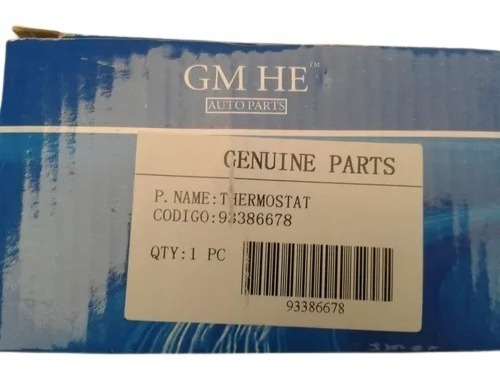 GM HE™
AUTO PARTS
GENUINE PARTS
P. NAME:THERMOSTAT
CODIGO:93386678
QTY:1 PC
93386678